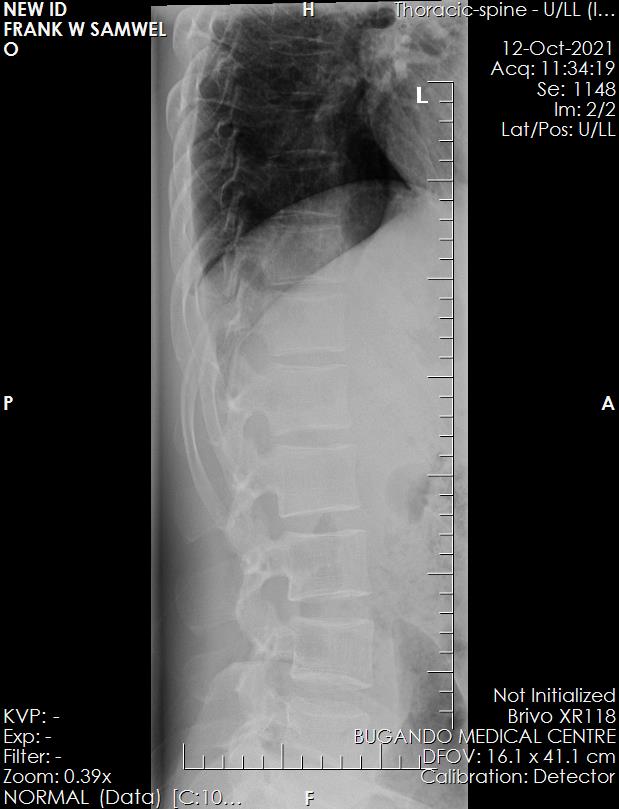 NEW ID
FRANK W SAMWEL
O
H
Thoracic-spine - U/LL (I...
12-Oct-2021
Acq: 11:34:19
Se: 1148
Im: 2/2
Lat/Pos: U/LL
L
P
A
KVP: -
Exp: -
Filter: -
Zoom: 0.39x
NORMAL (Data) [C:10...
F
Not Initialized
Brivo XR118
BUGANDO MEDICAL CENTRE
DFOV: 16.1 x 41.1 cm
Calibration: Detector